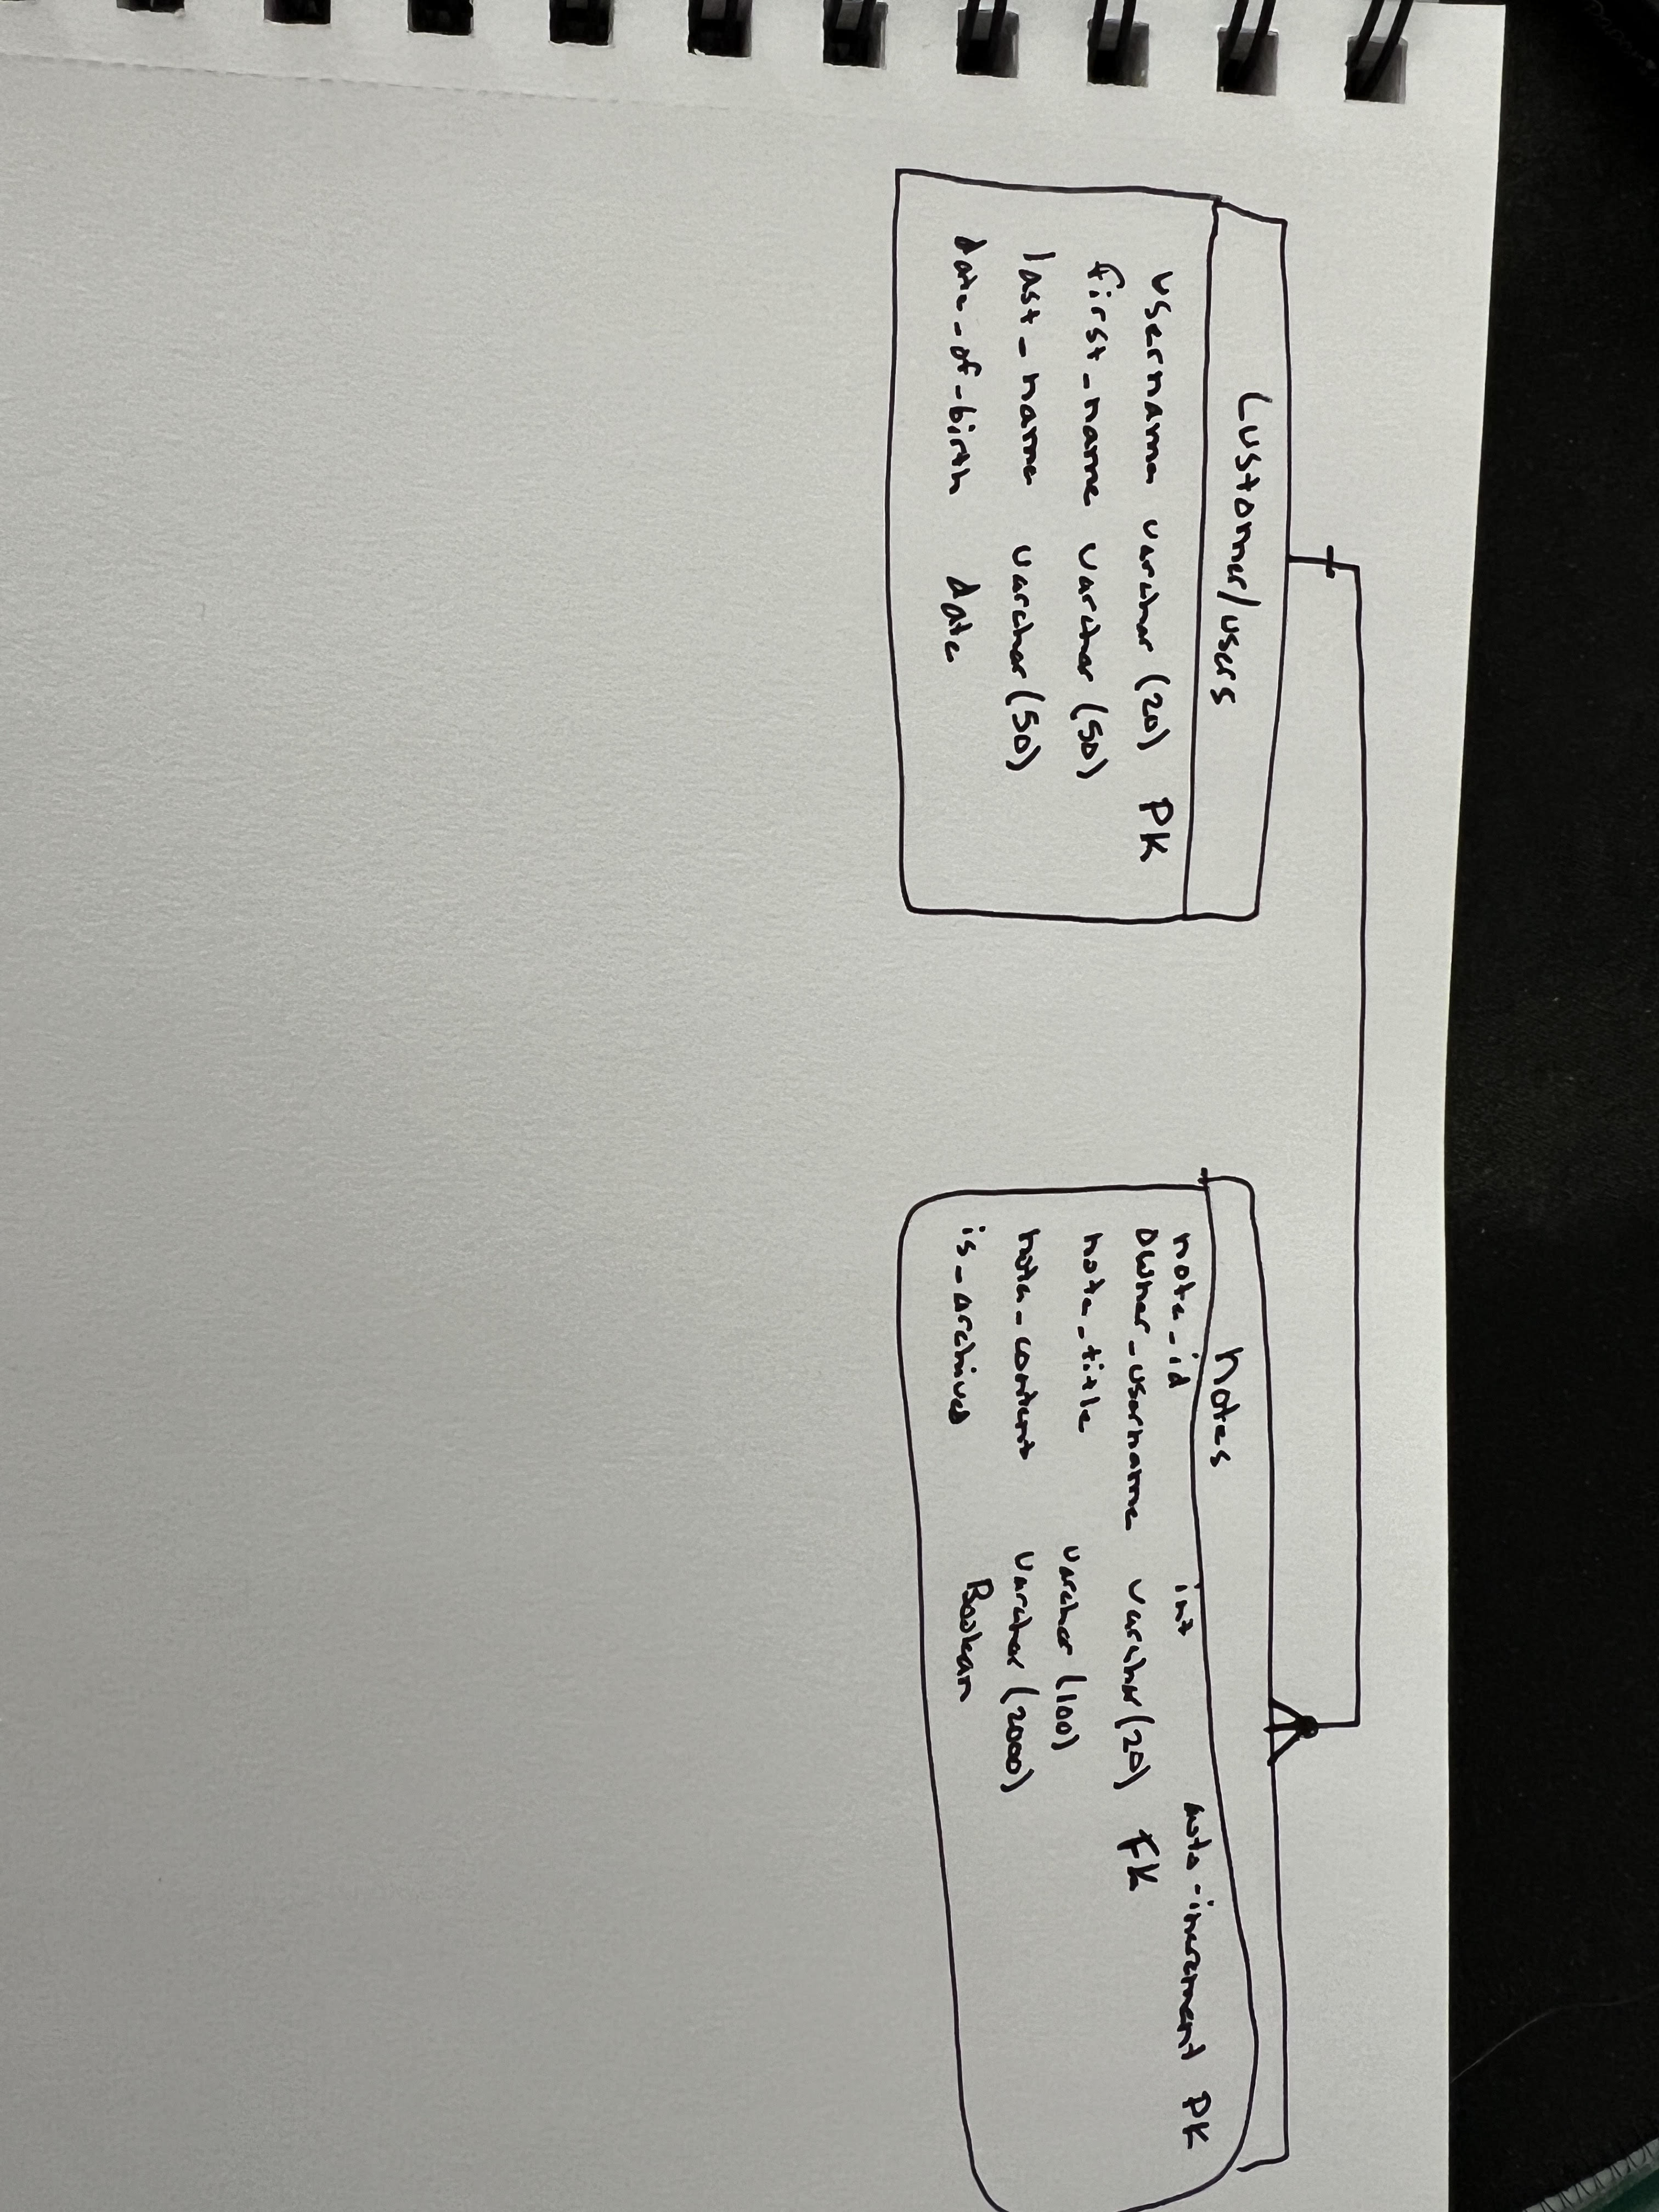 Customer/users
username varchar (20) PK
first_name varchar (50)
last_name varchar (50)
date_of_birth date
notes
note_id int auto-increment PK
owner_username varchar (20) FK
note_title varchar (100)
note_content varchar (2000)
is_archived Boolean